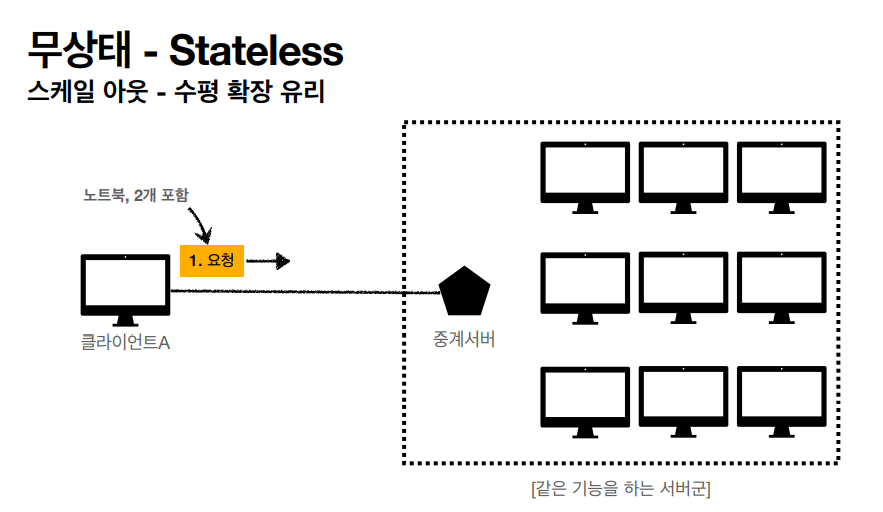 무상태 - Stateless
스케일 아웃 - 수평 확장 유리
노트북, 2개 포함
1. 요청
클라이언트A
중계서버
[같은 기능을 하는 서버군]